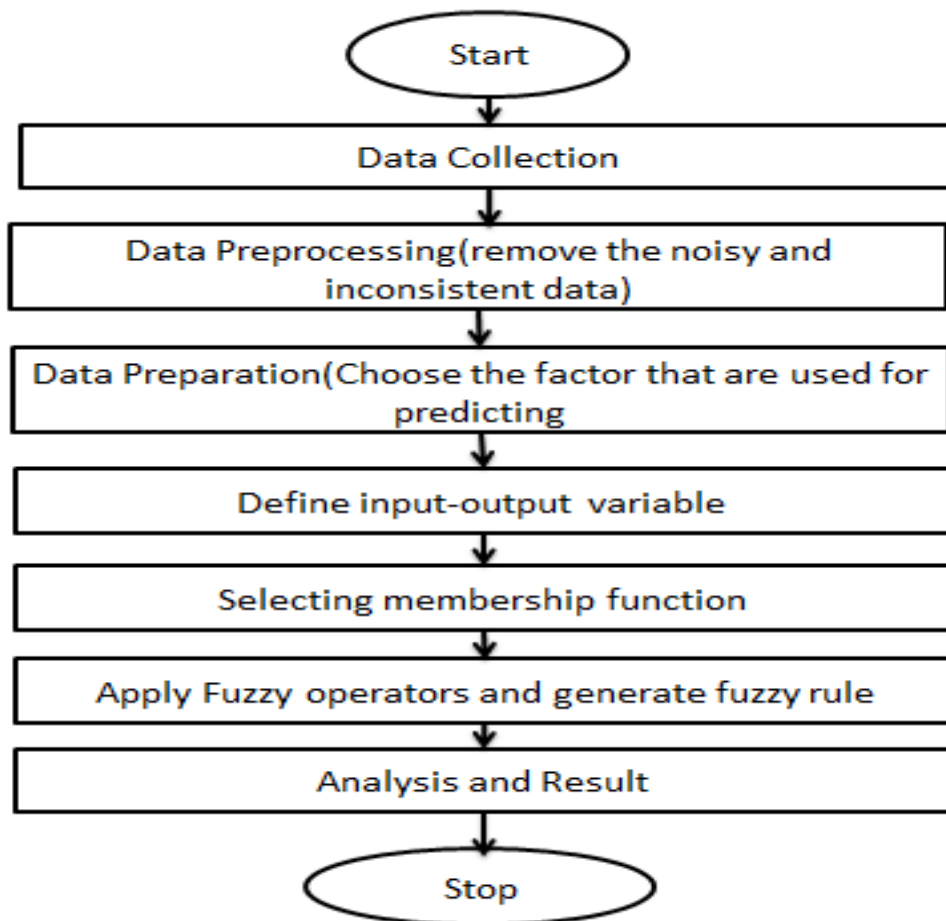 Start
Data Collection
Data Preprocessing(remove the noisy and
inconsistent data)
Data Preparation(Choose the factor that are used for
predicting
Define input-output variable
Selecting membership function
Apply Fuzzy operators and generate fuzzy rule
Analysis and Result
Stop